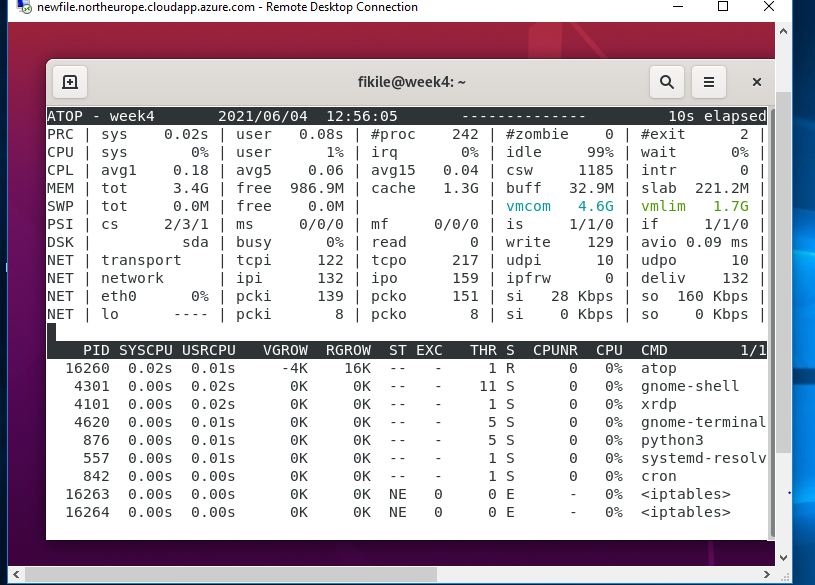 newfile.northeurope.cloudapp.azure.com - Remote Desktop Connection
fikile@week4: ~
ATOP - week4 2021/06/04 12:56:05 -------------- 10s elapsed
PRC | sys 0.02s | user 0.08s | #proc 242 | #zombie 0 | #exit 2 |
CPU | sys 0% | user 1% | irq 0% | idle 99% | wait 0% |
CPL | avg1 0.18 | avg5 0.06 | avg15 0.04 | csw 1185 | intr 0 |
MEM | tot 3.4G | free 986.9M | cache 1.3G | buff 32.9M | slab 221.2M |
SWP | tot 0.0M | free 0.0M | | vmcom 4.6G | vmlim 1.7G |
PSI | cs 2/3/1 | ms 0/0/0 | mf 0/0/0 | is 1/1/0 | if 1/1/0 |
DSK | sda | busy 0% | read 0 | write 129 | avio 0.09 ms |
NET | transport | tcpi 122 | tcpo 217 | udpi 10 | udpo 10 |
NET | network | ipi 132 | ipo 159 | ipfrw 0 | deliv 132 |
NET | eth0 0% | pcki 139 | pcko 151 | si 28 Kbps | so 160 Kbps |
NET | lo ---- | pcki 8 | pcko 8 | si 0 Kbps | so 0 Kbps |
PID SYSCPU USRCPU VGROW RGROW ST EXC THR S CPUNR CPU CMD 1/1
16260 0.02s 0.01s -4K 16K -- - 1 R 0 0% atop
4301 0.00s 0.02s 0K 0K -- - 11 S 0 0% gnome-shell
4101 0.00s 0.02s 0K 0K -- - 1 S 0 0% xrdp
4620 0.00s 0.01s 0K 0K -- - 5 S 0 0% gnome-terminal
876 0.00s 0.01s 0K 0K -- - 5 S 0 0% python3
557 0.00s 0.01s 0K 0K -- - 1 S 0 0% systemd-resolv
842 0.00s 0.00s 0K 0K -- - 1 S 0 0% cron
16263 0.00s 0.00s 0K 0K NE 0 0 E - 0% <iptables>
16264 0.00s 0.00s 0K 0K NE 0 0 E - 0% <iptables>